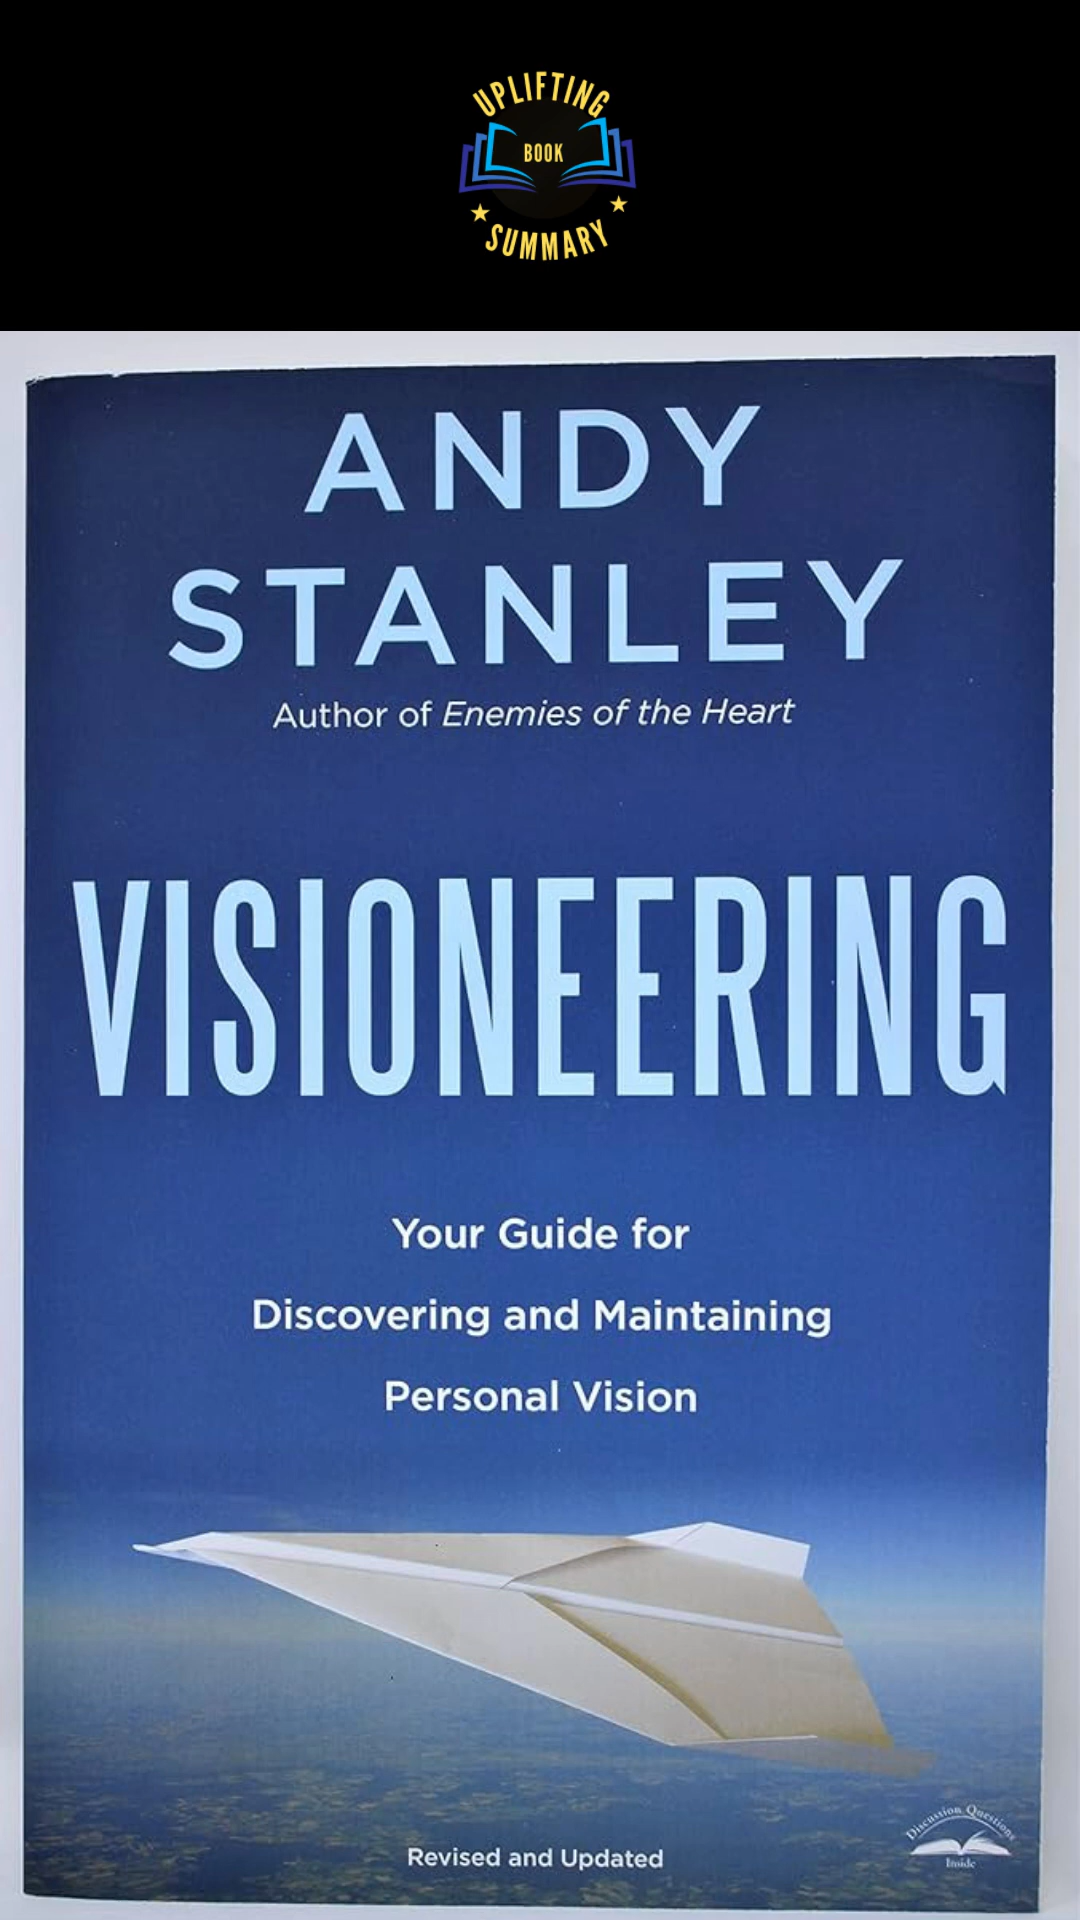 UPLIFTING
BOOK
SUMMARY
ANDY
STANLEY
Author of Enemies of the Heart
VISIONEERING
Your Guide for
Discovering and Maintaining
Personal Vision
Discussion Questions
Inside
Revised and Updated